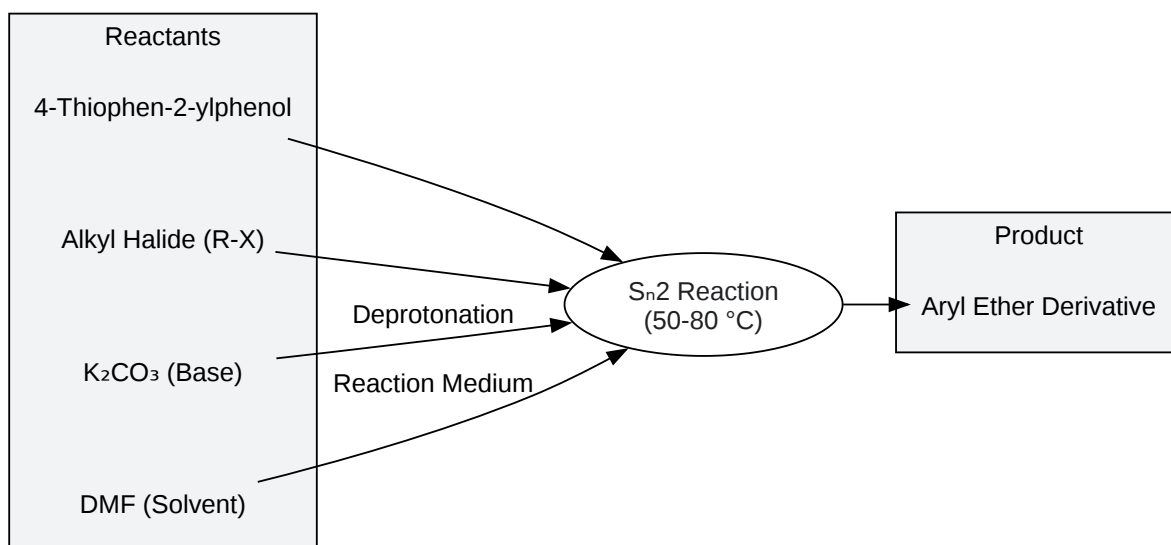 Reactants
4-Thiophen-2-ylphenol
Alkyl Halide (R-X)
K₂CO₃ (Base)
DMF (Solvent)
Deprotonation
Reaction Medium
Sₙ2 Reaction
(50-80 °C)
Product
Aryl Ether Derivative